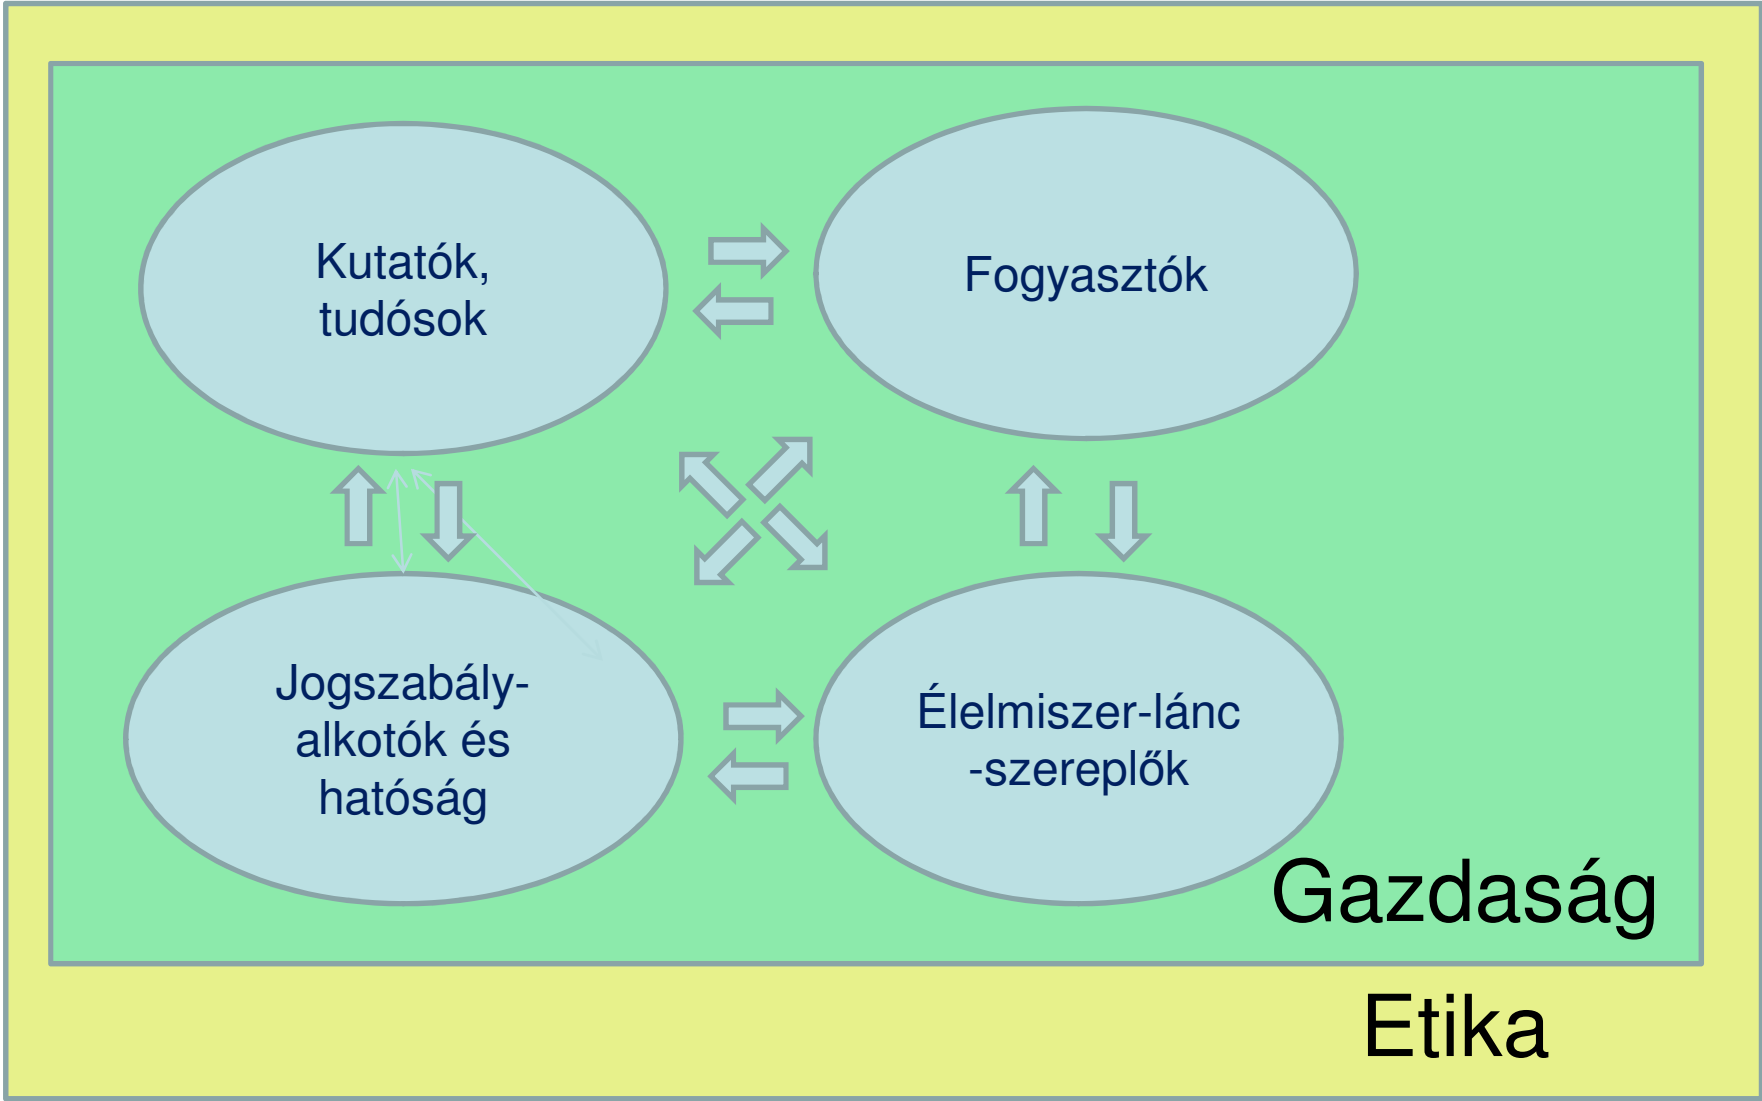 Kutatók,
tudósok
Fogyasztók
Jogszabály-
alkotók és
hatóság
Élelmiszer-lánc
-szereplők
Gazdaság
Etika